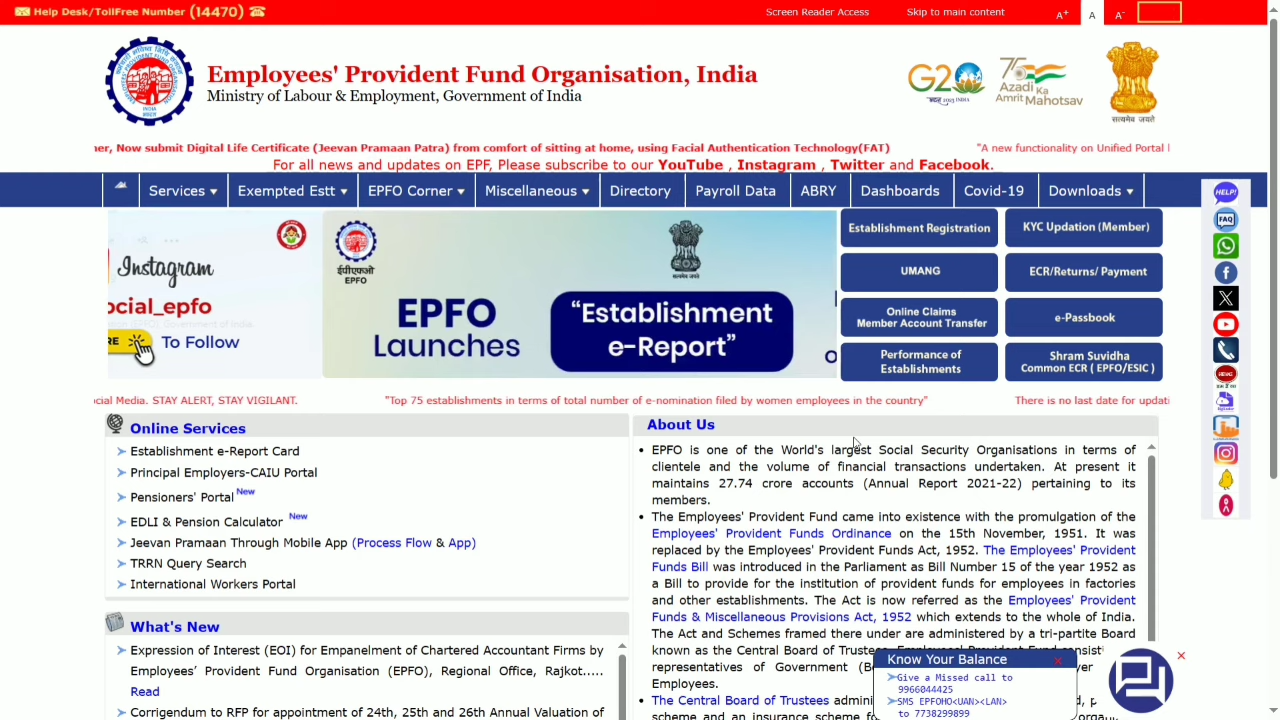 Help Desk/TollFree Number (14470)
Screen Reader Access
Skip to main content
A+
A
A-
Employees' Provident Fund Organisation, India
Ministry of Labour & Employment, Government of India
G20
75
Azadi Ka
Amrit Mahotsav
सत्यमेव जयते
er, Now submit Digital Life Certificate (Jeevan Pramaan Patra) from comfort of sitting at home, using Facial Authentication Technology(FAT)
"A new functionality on Unified Portal
For all news and updates on EPF, Please subscribe to our YouTube , Instagram , Twitter and Facebook.
Services
Exempted Estt
EPFO Corner
Miscellaneous
Directory
Payroll Data
ABRY
Dashboards
Covid-19
Downloads
Instagram
ocial_epfo
RE
To Follow
ईपीएफओ
EPFO
EPFO
Launches
"Establishment
e-Report"
Establishment Registration
KYC Updation (Member)
UMANG
ECR/Returns/ Payment
Online Claims
Member Account Transfer
e-Passbook
Performance of
Establishments
Shram Suvidha
Common ECR ( EPFO/ESIC )
HELP!
FAQ
ocial Media. STAY ALERT, STAY VIGILANT.
"Top 75 establishments in terms of total number of e-nomination filed by women employees in the country"
There is no last date for updati
Online Services
Establishment e-Report Card
Principal Employers-CAIU Portal
Pensioners' Portal New
EDLI & Pension Calculator New
Jeevan Pramaan Through Mobile App (Process Flow & App)
TRRN Query Search
International Workers Portal
What's New
Expression of Interest (EOI) for Empanelment of Chartered Accountant Firms by
Employees' Provident Fund Organisation (EPFO), Regional Office, Rajkot.....
Read
Corrigendum to RFP for appointment of 24th, 25th and 26th Annual Valuation of
About Us
EPFO is one of the World's largest Social Security Organisations in terms of
clientele and the volume of financial transactions undertaken. At present it
maintains 27.74 crore accounts (Annual Report 2021-22) pertaining to its
members.
The Employees' Provident Fund came into existence with the promulgation of the
Employees' Provident Funds Ordinance on the 15th November, 1951. It was
replaced by the Employees' Provident Funds Act, 1952. The Employees' Provident
Funds Bill was introduced in the Parliament as Bill Number 15 of the year 1952 as
a Bill to provide for the institution of provident funds for employees in factories
and other establishments. The Act is now referred as the Employees' Provident
Funds & Miscellaneous Provisions Act, 1952 which extends to the whole of India.
The Act and Schemes framed there under are administered by a tri-partite Board
known as the Central Board of Trustees,
representatives of Government
Employees.
The Central Board of Trustees
scheme and an insurance scheme
Know Your Balance
Give a Missed call to
9966044425
SMS EPFOHO<UAN><LAN>
to 7738299899